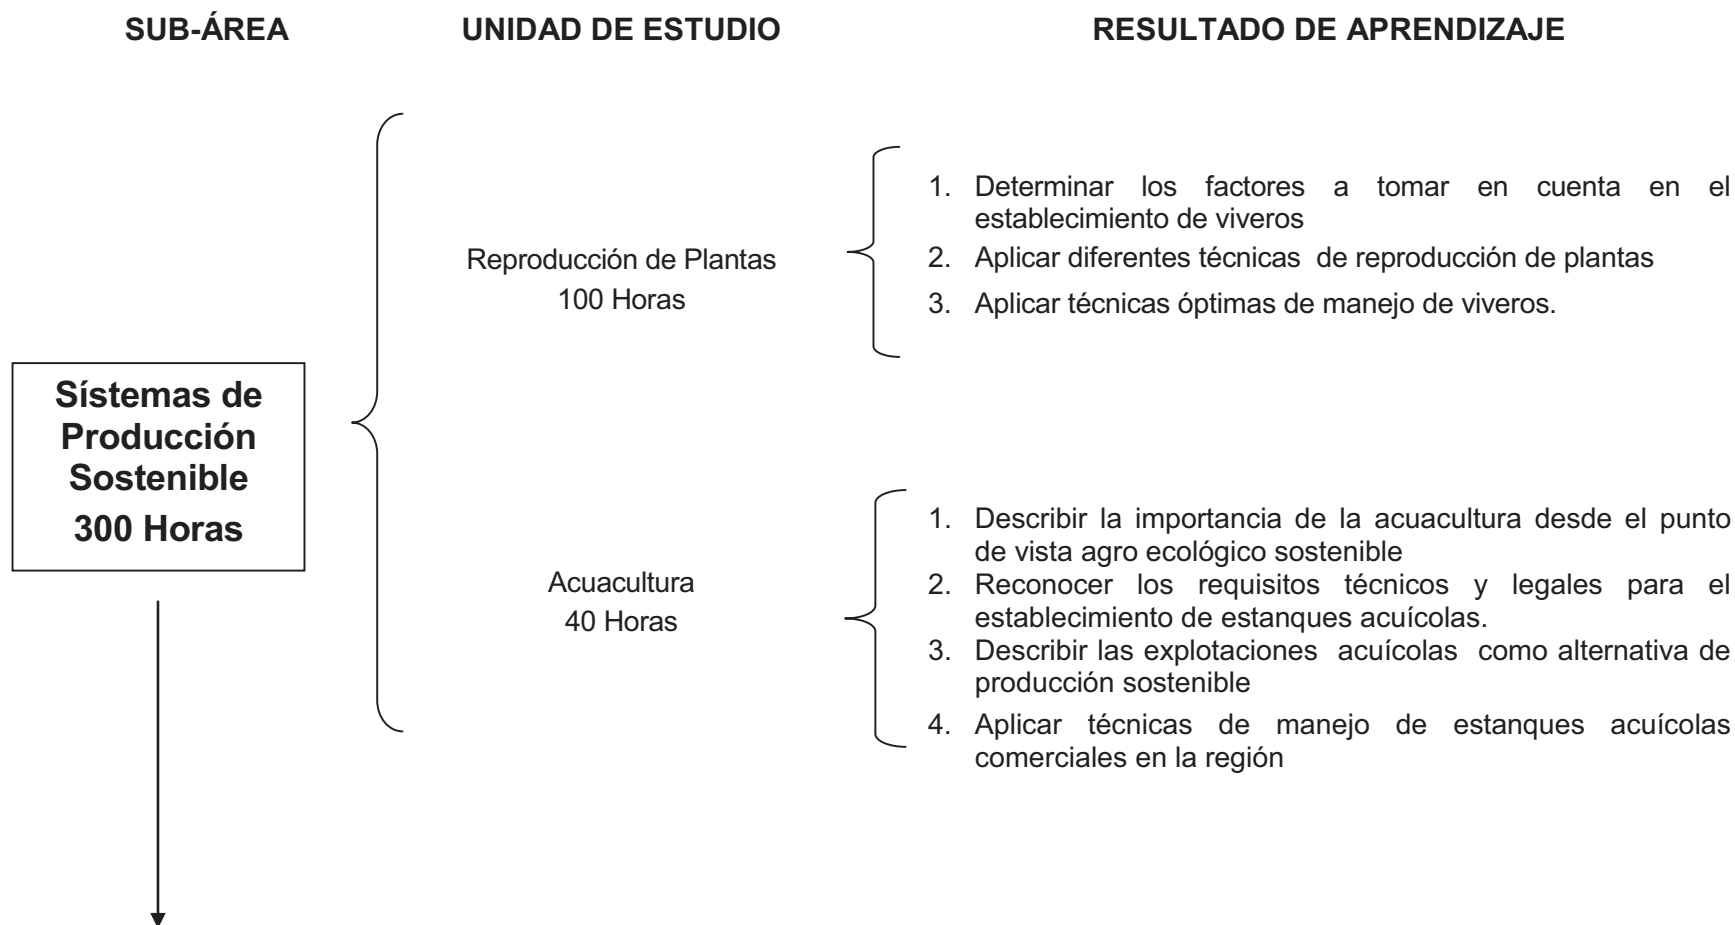 SUB-ÁREA UNIDAD DE ESTUDIO RESULTADO DE APRENDIZAJE
Sístemas de
Producción
Sostenible
300 Horas
Reproducción de Plantas
100 Horas
1. Determinar los factores a tomar en cuenta en el
establecimiento de viveros
2. Aplicar diferentes técnicas de reproducción de plantas
3. Aplicar técnicas óptimas de manejo de viveros.
Acuacultura
40 Horas
1. Describir la importancia de la acuacultura desde el punto
de vista agro ecológico sostenible
2. Reconocer los requisitos técnicos y legales para el
establecimiento de estanques acuícolas.
3. Describir las explotaciones acuícolas como alternativa de
producción sostenible
4. Aplicar técnicas de manejo de estanques acuícolas
comerciales en la región